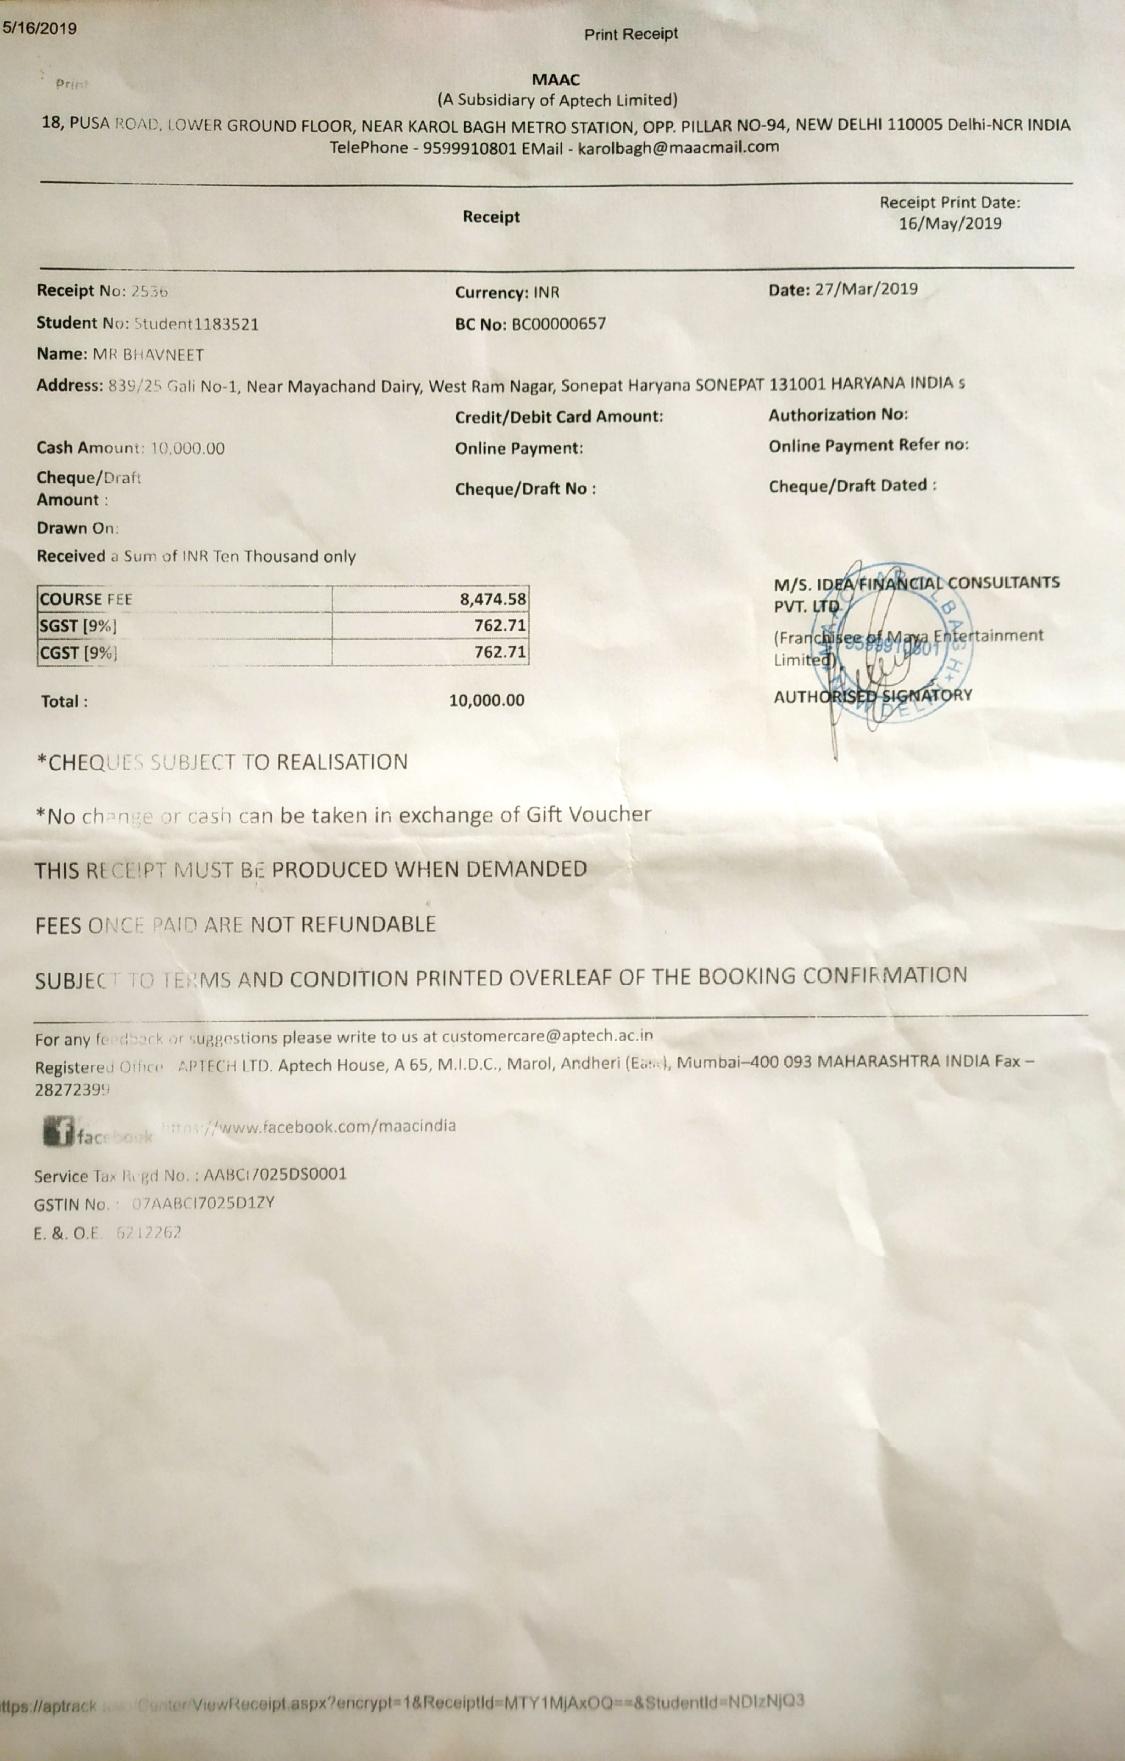 5/16/2019
Print Receipt
Print
MAAC
(A Subsidiary of Aptech Limited)
18, PUSA ROAD, LOWER GROUND FLOOR, NEAR KAROL BAGH METRO STATION, OPP. PILLAR NO-94, NEW DELHI 110005 Delhi-NCR INDIA
TelePhone - 9599910801 EMail - karolbagh@maacmail.com
Receipt
Receipt Print Date:
16/May/2019
Receipt No: 2536 Currency: INR Date: 27/Mar/2019
Student No: Student1183521 BC No: BC00000657
Name: MR BHAVNEET
Address: 839/25 Gali No-1, Near Mayachand Dairy, West Ram Nagar, Sonepat Haryana SONEPAT 131001 HARYANA INDIA s
Credit/Debit Card Amount: Authorization No:
Cash Amount: 10,000.00 Online Payment: Online Payment Refer no:
Cheque/Draft
Amount : Cheque/Draft No : Cheque/Draft Dated :
Drawn On:
Received a Sum of INR Ten Thousand only
COURSE FEE 8,474.58
SGST [9%] 762.71
CGST [9%] 762.71
Total : 10,000.00
M/S. IDEA FINANCIAL CONSULTANTS
PVT. LTD
(Franchisee of Maya Entertainment
Limited)
AUTHORISED SIGNATORY
9599910801
*CHEQUES SUBJECT TO REALISATION
*No change or cash can be taken in exchange of Gift Voucher
THIS RECEIPT MUST BE PRODUCED WHEN DEMANDED
FEES ONCE PAID ARE NOT REFUNDABLE
SUBJECT TO TERMS AND CONDITION PRINTED OVERLEAF OF THE BOOKING CONFIRMATION
For any feedback or suggestions please write to us at customercare@aptech.ac.in
Registered Office APTECH LTD. Aptech House, A 65, M.I.D.C., Marol, Andheri (East), Mumbai–400 093 MAHARASHTRA INDIA Fax –
28272399
facebook https://www.facebook.com/maacindia
Service Tax Regd No. : AABCI7025DS0001
GSTIN No. : 07AABCI7025D1ZY
E. &. O.E 6212262
ttps://aptrack Center/ViewReceipt.aspx?encrypt=1&ReceiptId=MTY1MjAxOQ==&StudentId=NDIzNjQ3